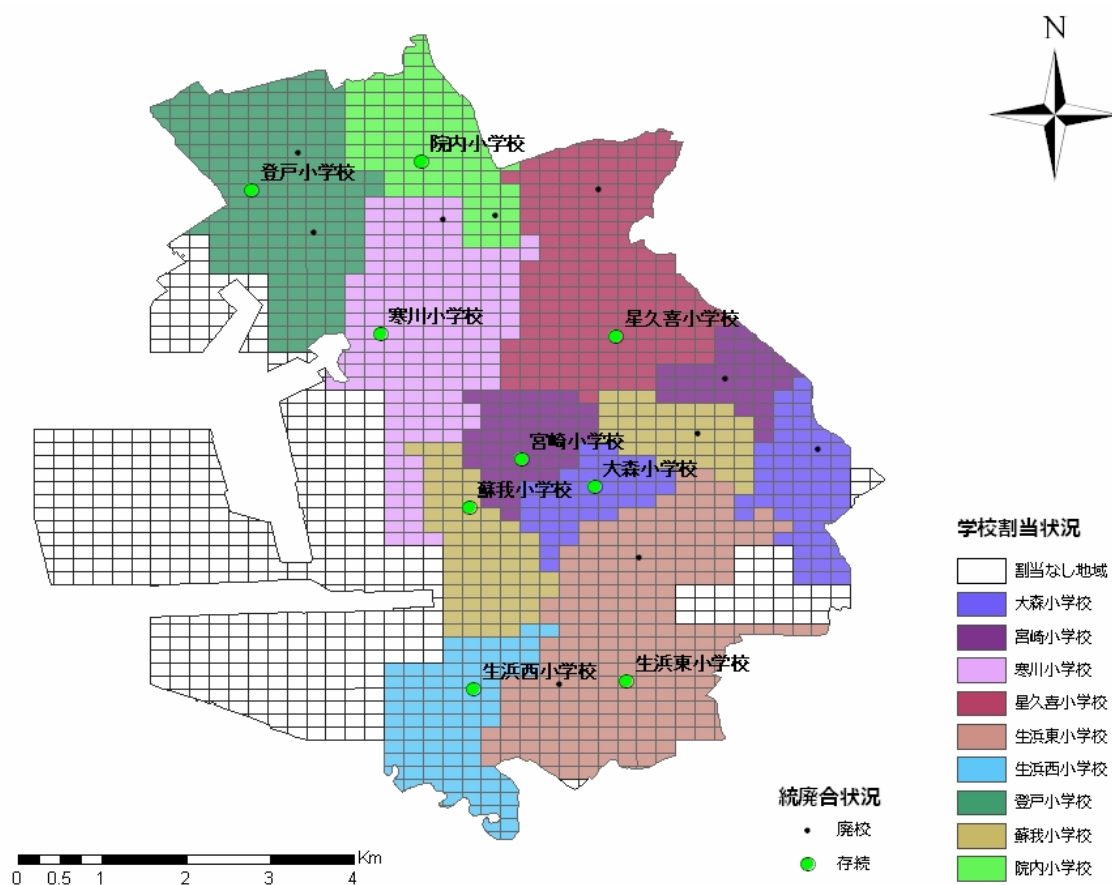 N
院内小学校
登戸小学校
寒川小学校
星久喜小学校
宮崎小学校
大森小学校
蘇我小学校
生浜西小学校
生浜東小学校
学校割当状況
割当なし地域
大森小学校
宮崎小学校
寒川小学校
星久喜小学校
生浜東小学校
生浜西小学校
登戸小学校
蘇我小学校
院内小学校
統廃合状況
廃校
存続
Km
0 0.5 1 2 3 4